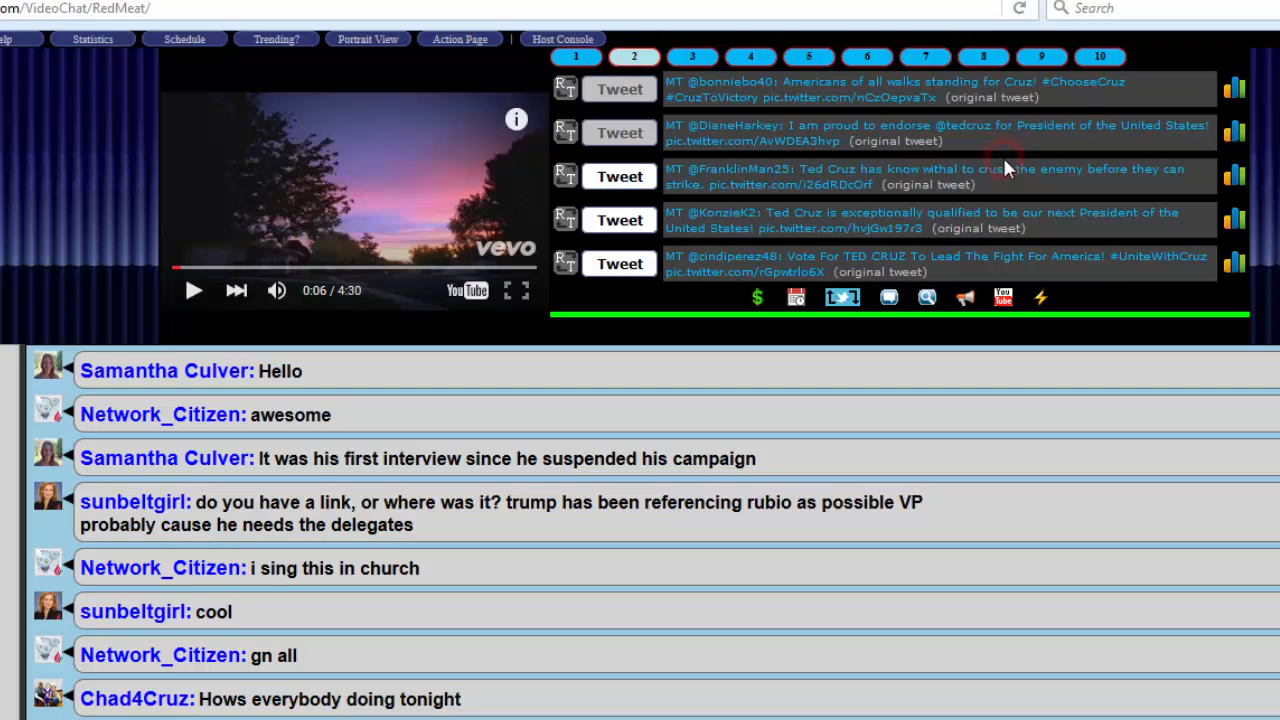 om/VideoChat/RedMeat/
Search
elp
Statistics
Schedule
Trending?
Portrait View
Action Page
|
Host Console
1 2 3 4 5 6 7 8 9 10
RT Tweet MT @bonniebo40: Americans of all walks standing for Cruz! #ChooseCruz
#CruzToVictory pic.twitter.com/nCzOepvaTx (original tweet)
RT Tweet MT @DianeHarkey: I am proud to endorse @tedcruz for President of the United States!
pic.twitter.com/AvWDEA3hvp (original tweet)
RT Tweet MT @FranklinMan25: Ted Cruz has know withal to crush the enemy before they can
strike. pic.twitter.com/i26dRDcOrf (original tweet)
RT Tweet MT @KonzieK2: Ted Cruz is exceptionally qualified to be our next President of the
United States! pic.twitter.com/hvjGw197r3 (original tweet)
RT Tweet MT @cindiperez48: Vote For TED CRUZ To Lead The Fight For America! #UniteWithCruz
pic.twitter.com/rGpwtrlo6X (original tweet)
i
vevo
0:06 / 4:30
YouTube
$
You Tube
Samantha Culver: Hello
Network_Citizen: awesome
Samantha Culver: It was his first interview since he suspended his campaign
sunbeltgirl: do you have a link, or where was it? trump has been referencing rubio as possible VP
probably cause he needs the delegates
Network_Citizen: i sing this in church
sunbeltgirl: cool
Network_Citizen: gn all
Chad4Cruz: Hows everybody doing tonight